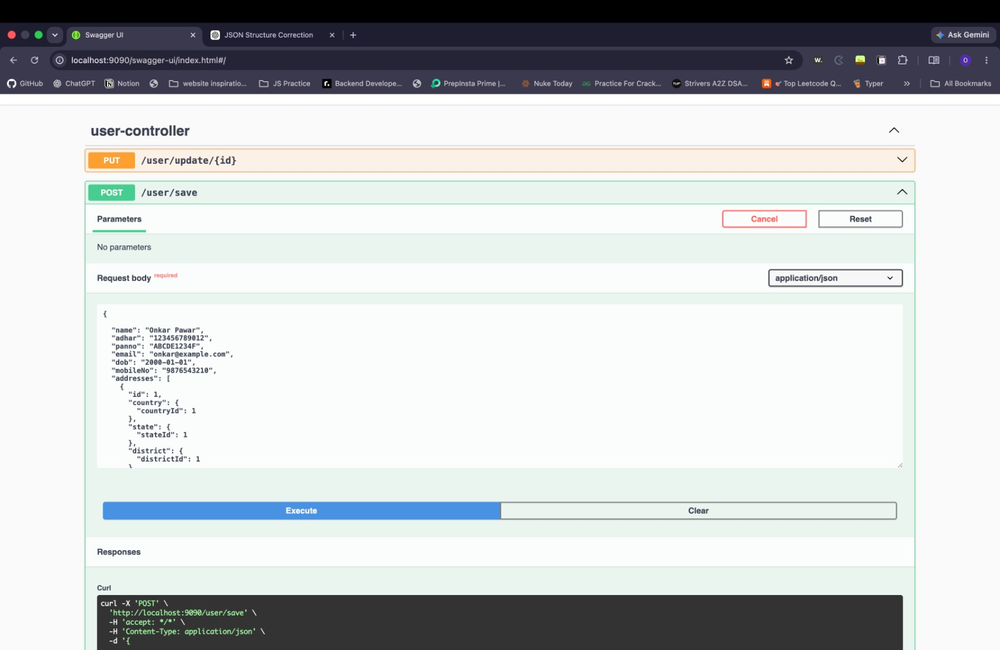 Swagger UI
JSON Structure Correction
Ask Gemini
localhost:9090/swagger-ui/index.html#/
W.
O
GitHub
ChatGPT
Notion
website inspiratio...
JS Practice
r.
Backend Develope...
PrepInsta Prime |...
Nuke Today
Practice For Crack...
TUF
Strivers A2Z DSA...
Top Leetcode Q...
Typer
All Bookmarks
user-controller
PUT /user/update/{id}
POST /user/save
Parameters
Cancel
Reset
No parameters
Request body required
application/json
{
"name": "Onkar Pawar",
"adhar": "123456789012",
"panno": "ABCDE1234F",
"email": "onkar@example.com",
"dob": "2000-01-01",
"mobileNo": "9876543210",
"addresses": [
{
"id": 1,
"country": {
"countryId": 1
},
"state": {
"stateId": 1
},
"district": {
"districtId": 1
}
Execute
Clear
Responses
Curl
curl -X 'POST' \
'http://localhost:9090/user/save' \
-H 'accept: */*' \
-H 'Content-Type: application/json' \
-d '{